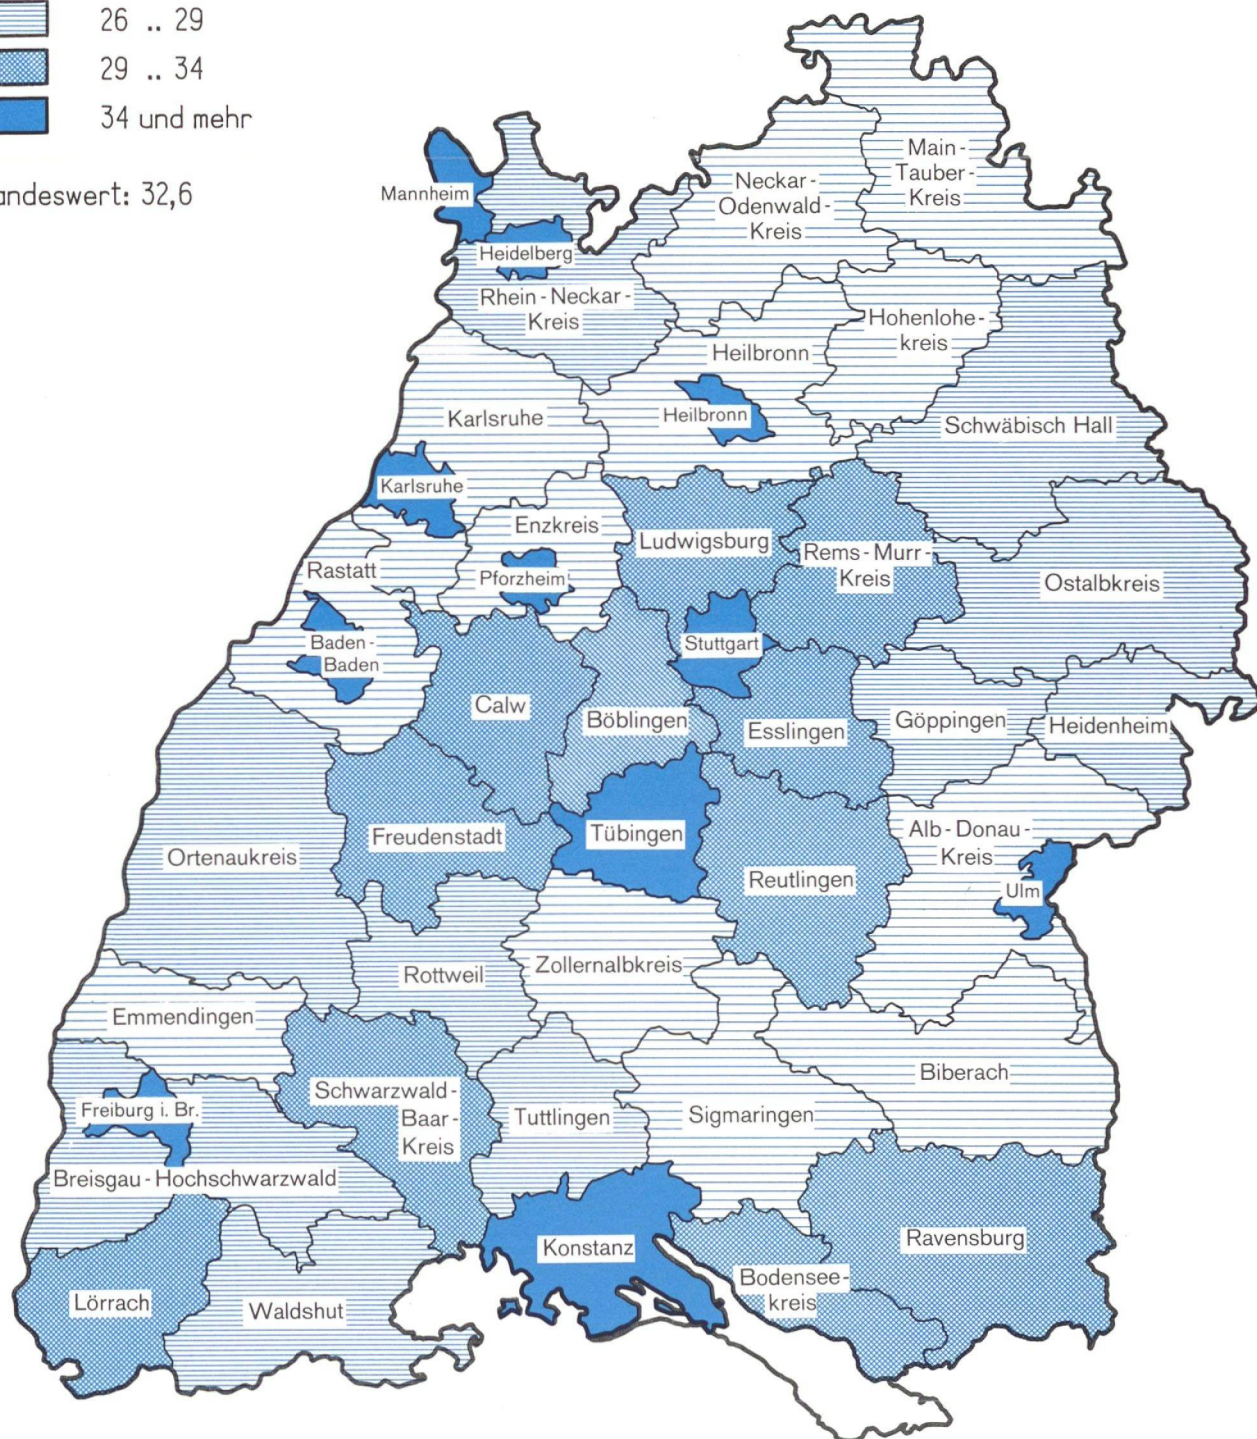 26 .. 29
29 .. 34
34 und mehr
andeswert: 32,6
Main-
Tauber-
Kreis
Neckar-
Odenwald-
Kreis
Mannheim
Heidelberg
Rhein-Neckar-
Kreis
Hohenlohe-
kreis
Heilbronn
Heilbronn
Karlsruhe
Schwäbisch Hall
Karlsruhe
Enzkreis
Ludwigsburg
Rems-Murr-
Kreis
Rastatt
Pforzheim
Ostalbkreis
Baden-
Baden
Stuttgart
Calw
Böblingen
Esslingen
Göppingen
Heidenheim
Freudenstadt
Tübingen
Alb-Donau-
Kreis
Ortenaukreis
Reutlingen
Ulm
Rottweil
Zollernalbkreis
Emmendingen
Biberach
Schwarzwald-
Baar-
Kreis
Freiburg i. Br.
Tuttlingen
Sigmaringen
Breisgau-Hochschwarzwald
Konstanz
Ravensburg
Bodensee-
kreis
Lörrach
Waldshut